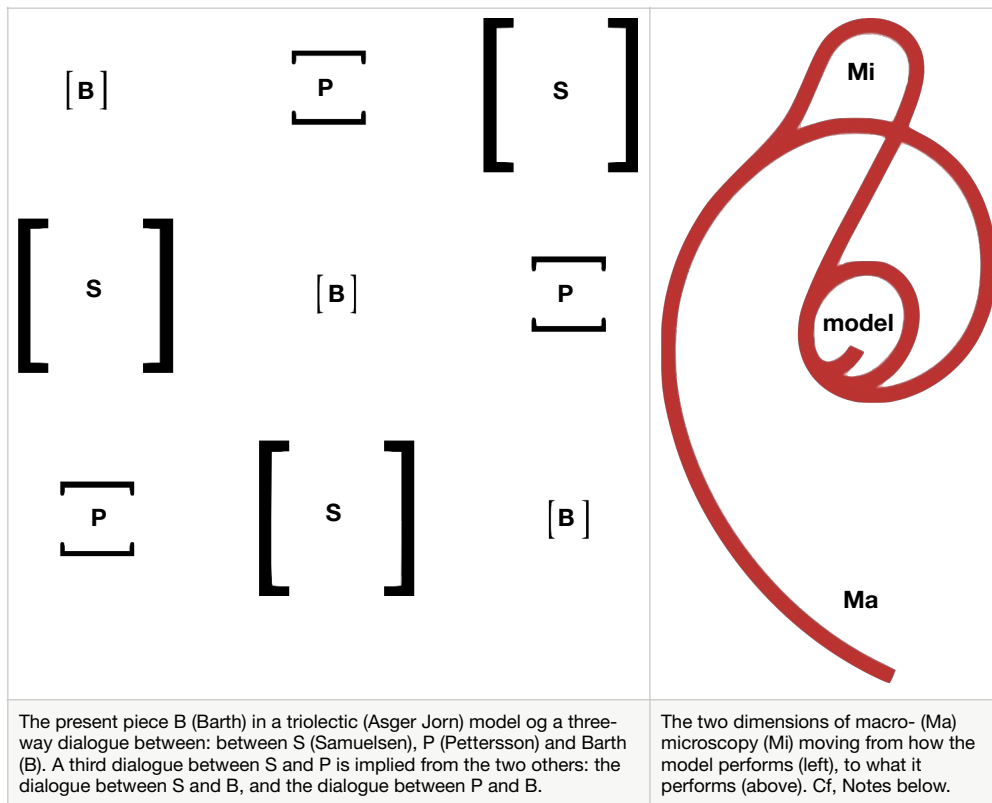 [B]
P
S
S
[B]
P
P
S
[B]
Mi
model
Ma
The present piece B (Barth) in a triolectic (Asger Jorn) model og a three-
way dialogue between: between S (Samuelsen), P (Pettersson) and Barth
(B). A third dialogue between S and P is implied from the two others: the
dialogue between S and B, and the dialogue between P and B.
The two dimensions of macro- (Ma)
microscopy (Mi) moving from how the
model performs (left), to what it
performs (above). Cf, Notes below.